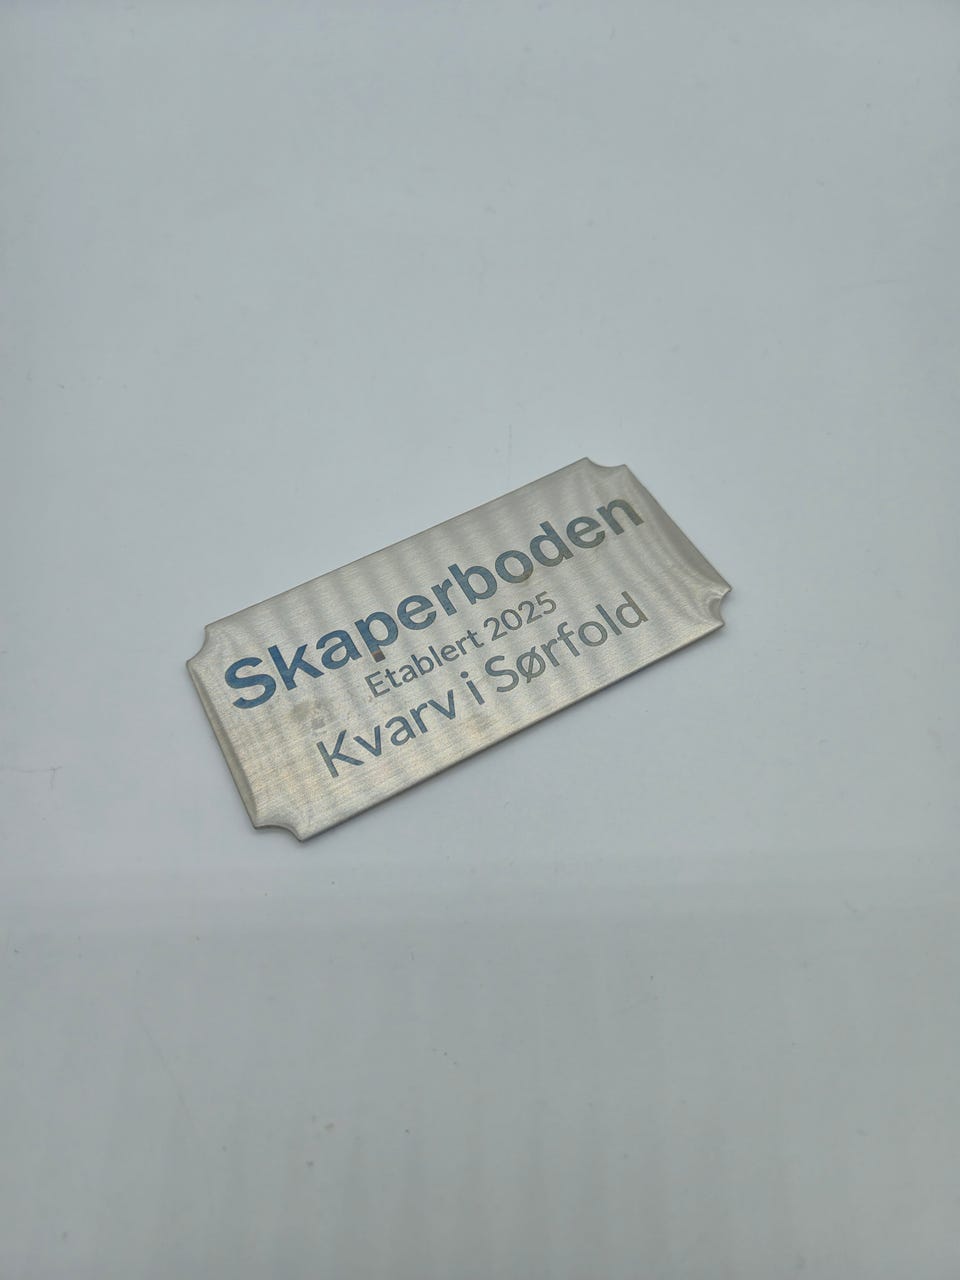 Skaperboden
Etablert 2025
Kvarv i Sørfold